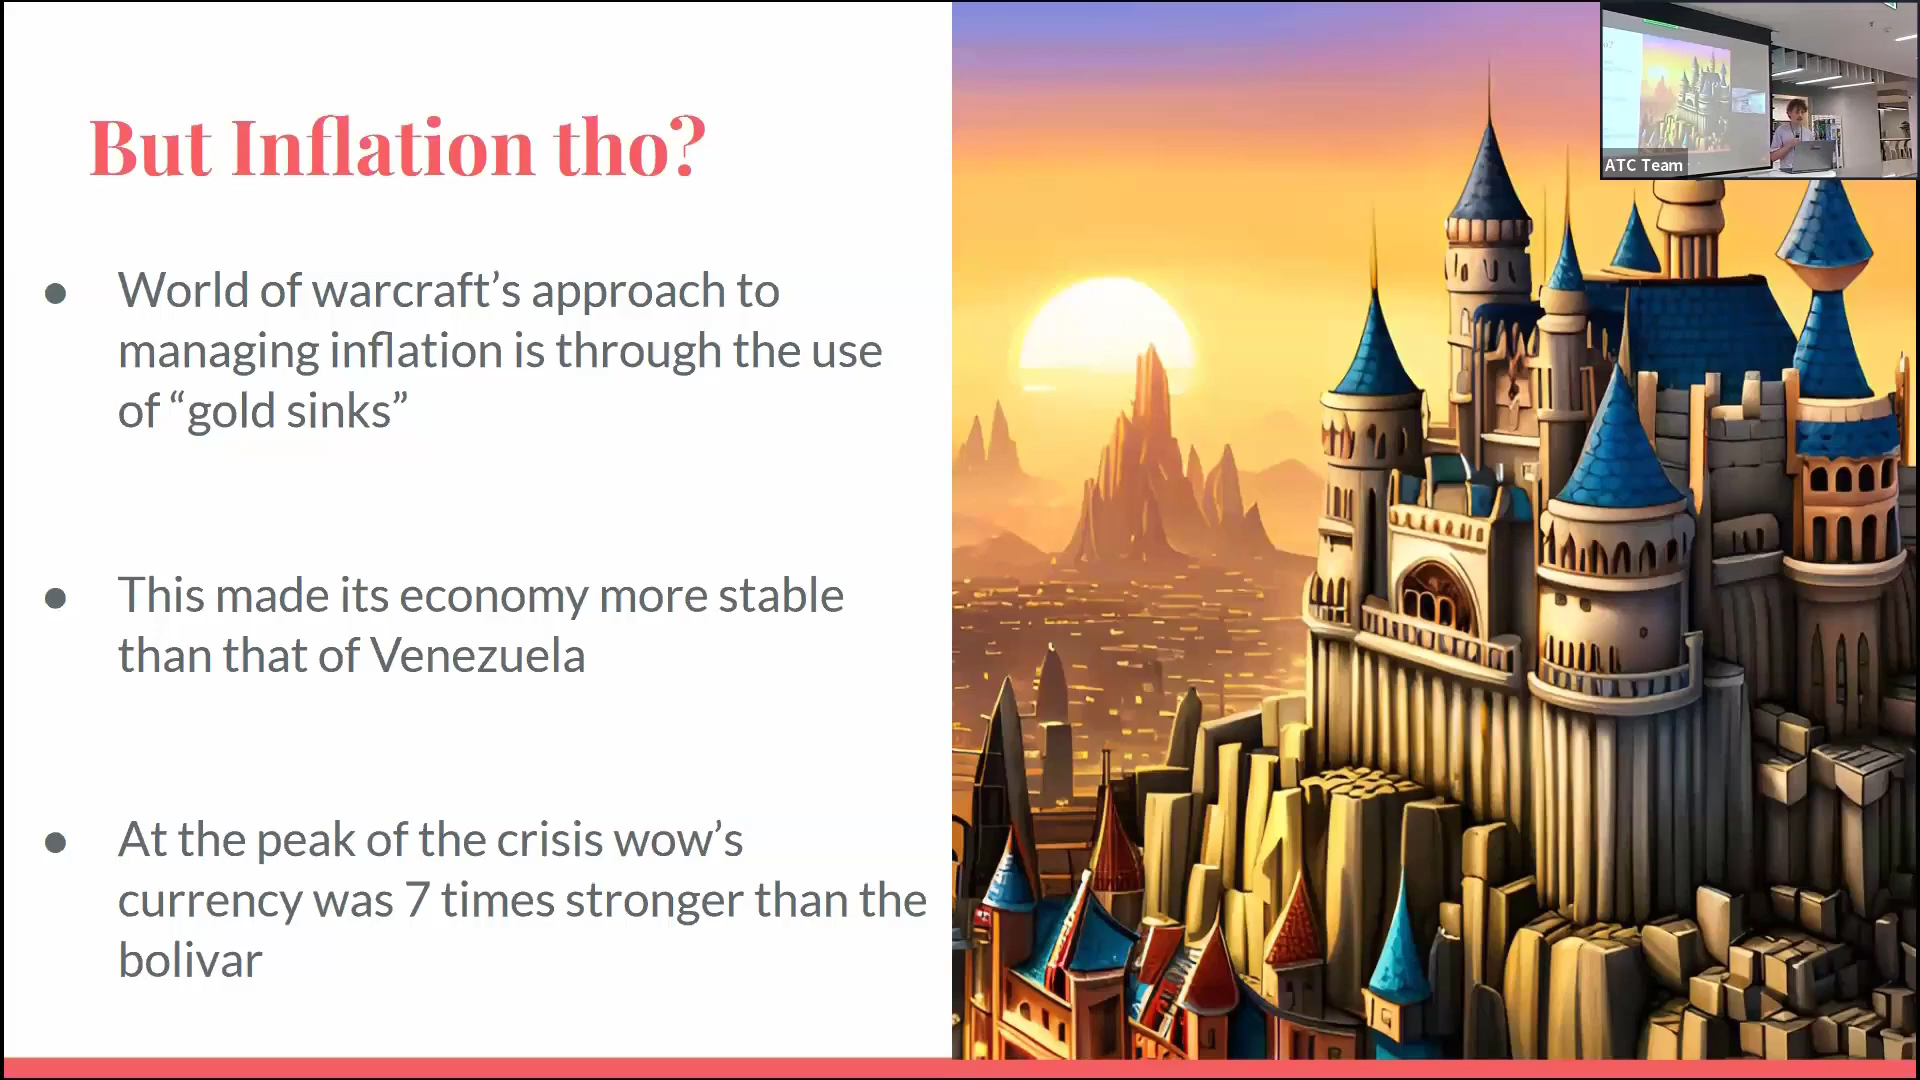 But Inflation tho?
● World of warcraft’s approach to
managing inflation is through the use
of “gold sinks”
● This made its economy more stable
than that of Venezuela
● At the peak of the crisis wow’s
currency was 7 times stronger than the
bolivar
ATC Team